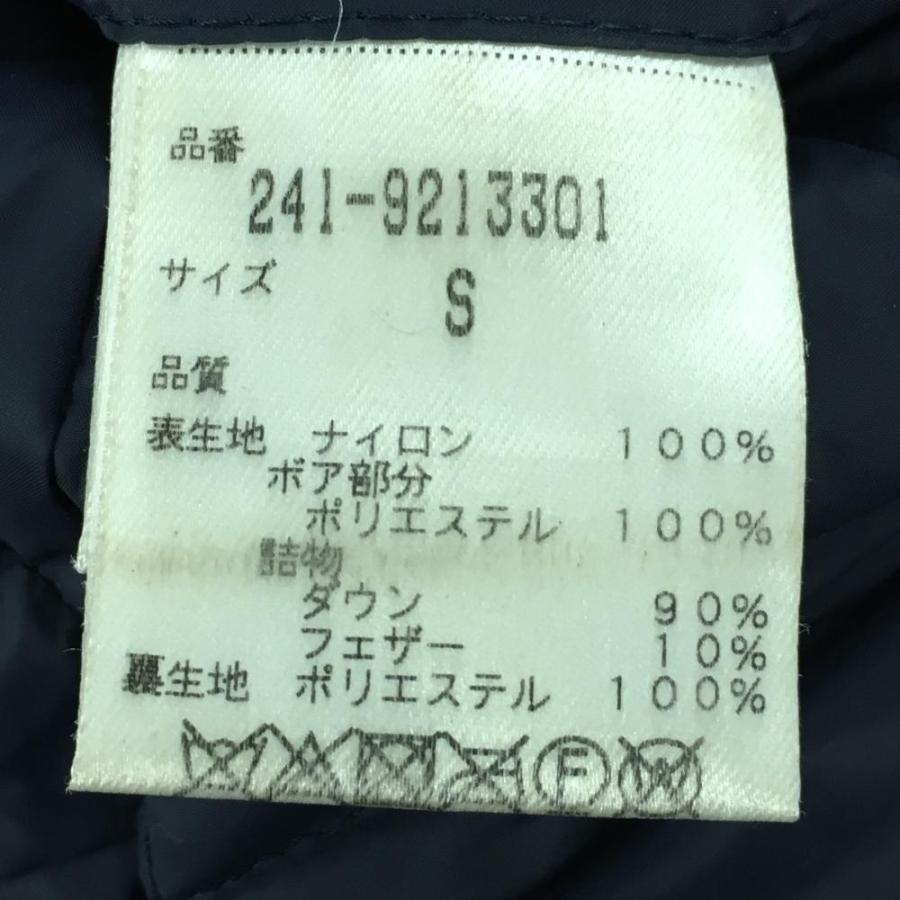 品番
241-9213301
サイズ S
品質
表生地 ナイロン 100%
ボア部分
ポリエステル 100%
詰物
ダウン 90%
フェザー 10%
裏生地 ポリエステル 100%
F W